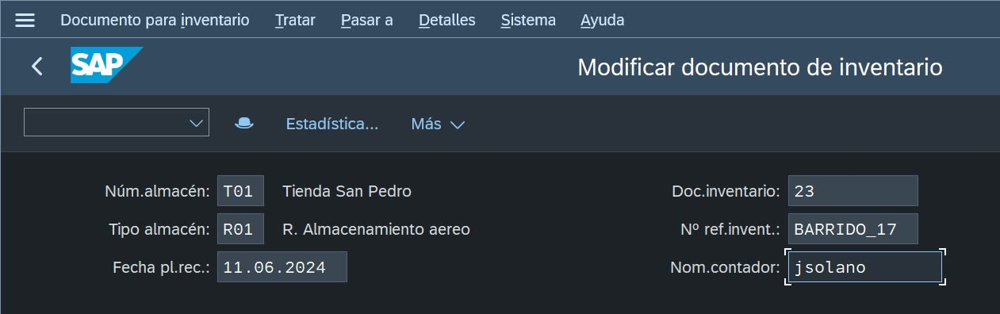 Documento para inventario Tratar Pasar a Detalles Sistema Ayuda
SAP Modificar documento de inventario
Estadística... Más
Núm.almacén: T01 Tienda San Pedro Doc.inventario: 23
Tipo almacén: R01 R. Almacenamiento aereo Nº ref.invent.: BARRIDO_17
Fecha pl.rec.: 11.06.2024 Nom.contador: jsolano